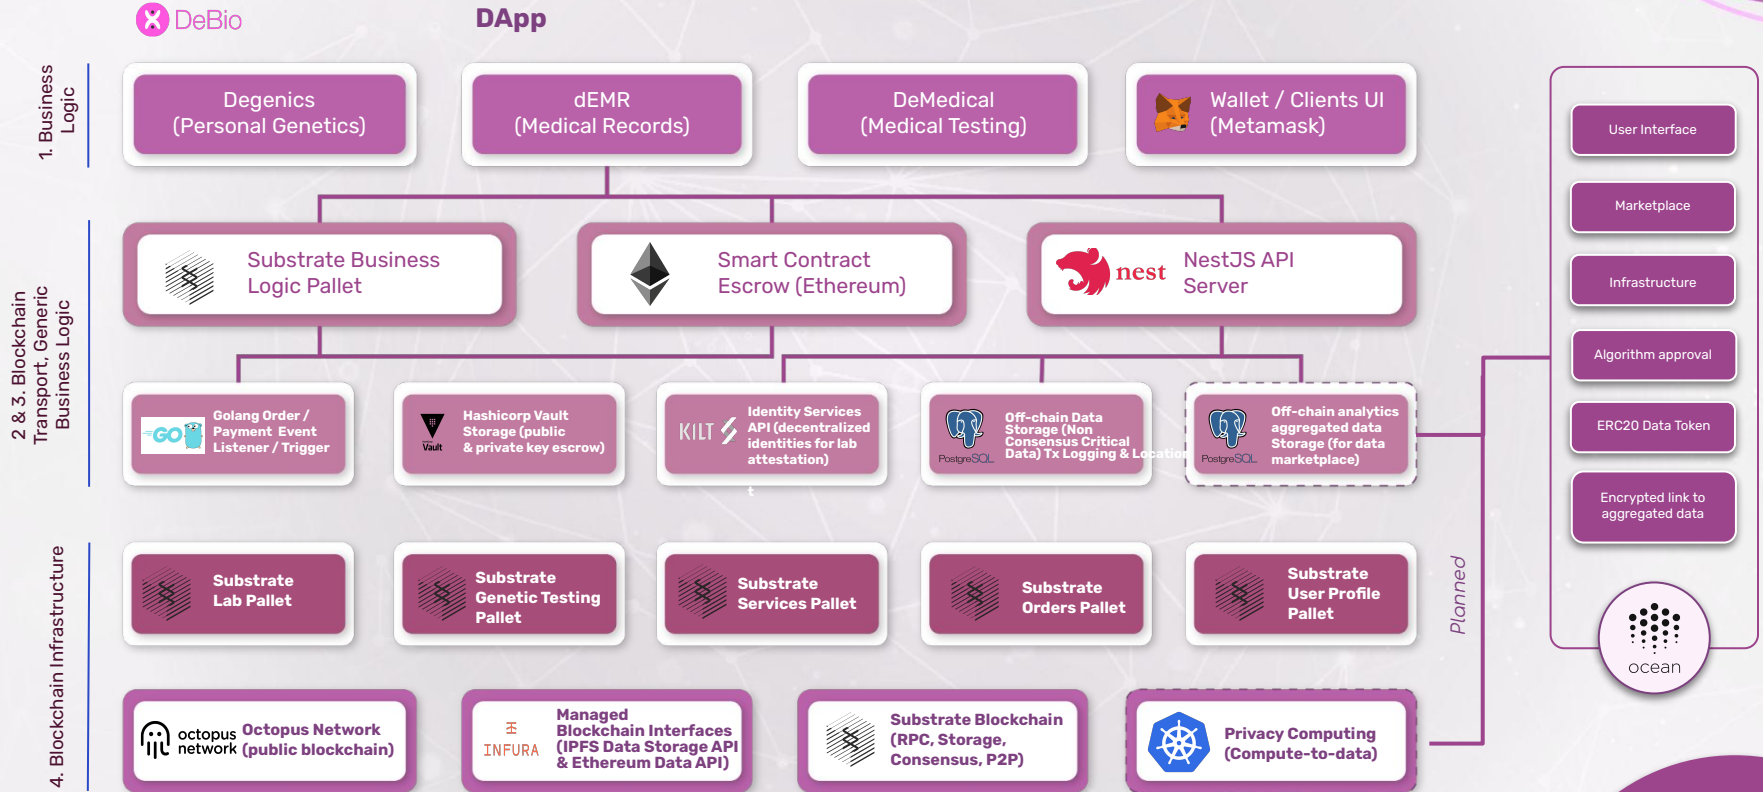 DeBio
DApp
1. Business
Logic
Degenics
(Personal Genetics)
dEMR
(Medical Records)
DeMedical
(Medical Testing)
Wallet / Clients UI
(Metamask)
2 & 3. Blockchain
Transport, Generic
Business Logic
Substrate Business
Logic Pallet
Smart Contract
Escrow (Ethereum)
nest
NestJS API
Server
GO
Golang Order /
Payment Event
Listener / Trigger
Vault
Hashicorp Vault
Storage (public
& private key escrow)
KILT
Identity Services
API (decentralized
identities for lab
attestation)
t
PostgreSQL
Off-chain Data
Storage (Non
Consensus Critical
Data) Tx Logging & Location
PostgreSQL
Off-chain analytics
aggregated data
Storage (for data
marketplace)
4. Blockchain Infrastructure
Substrate
Lab Pallet
Substrate
Genetic Testing
Pallet
Substrate
Services Pallet
Substrate
Orders Pallet
Substrate
User Profile
Pallet
octopus
network
Octopus Network
(public blockchain)
INFURA
Managed
Blockchain Interfaces
(IPFS Data Storage API
& Ethereum Data API)
Substrate Blockchain
(RPC, Storage,
Consensus, P2P)
Privacy Computing
(Compute-to-data)
Planned
User Interface
Marketplace
Infrastructure
Algorithm approval
ERC20 Data Token
Encrypted link to
aggregated data
ocean